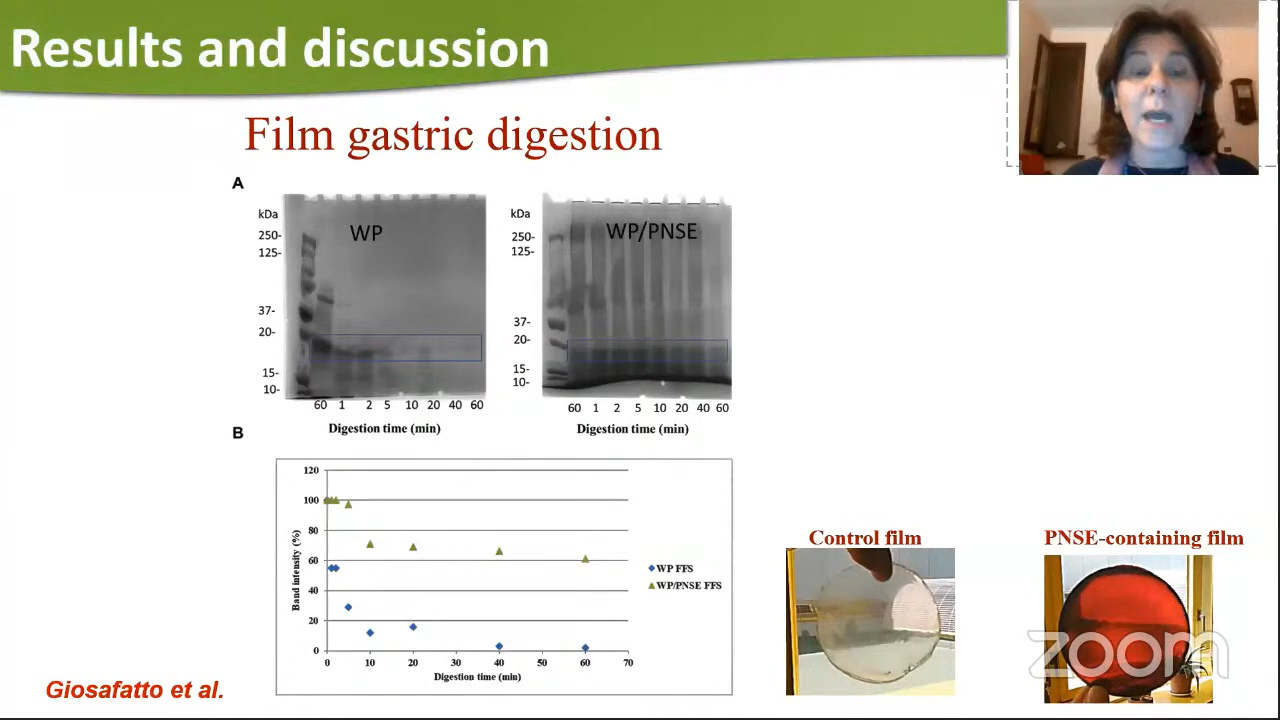 Results and discussion
Film gastric digestion
A
kDa
250-
125-
37-
20-
15-
10-
WP
60 1 2 5 10 20 40 60
Digestion time (min)
kDa
250-
125-
37-
20-
15-
10-
WP/PNSE
60 1 2 5 10 20 40 60
Digestion time (min)
B
120
100
80
60
40
20
0
Band intensity (%)
0 10 20 30 40 50 60 70
Digestion time (min)
WP FFS
WP/PNSE FFS
Control film
PNSE-containing film
zoom
Giosafatto et al.